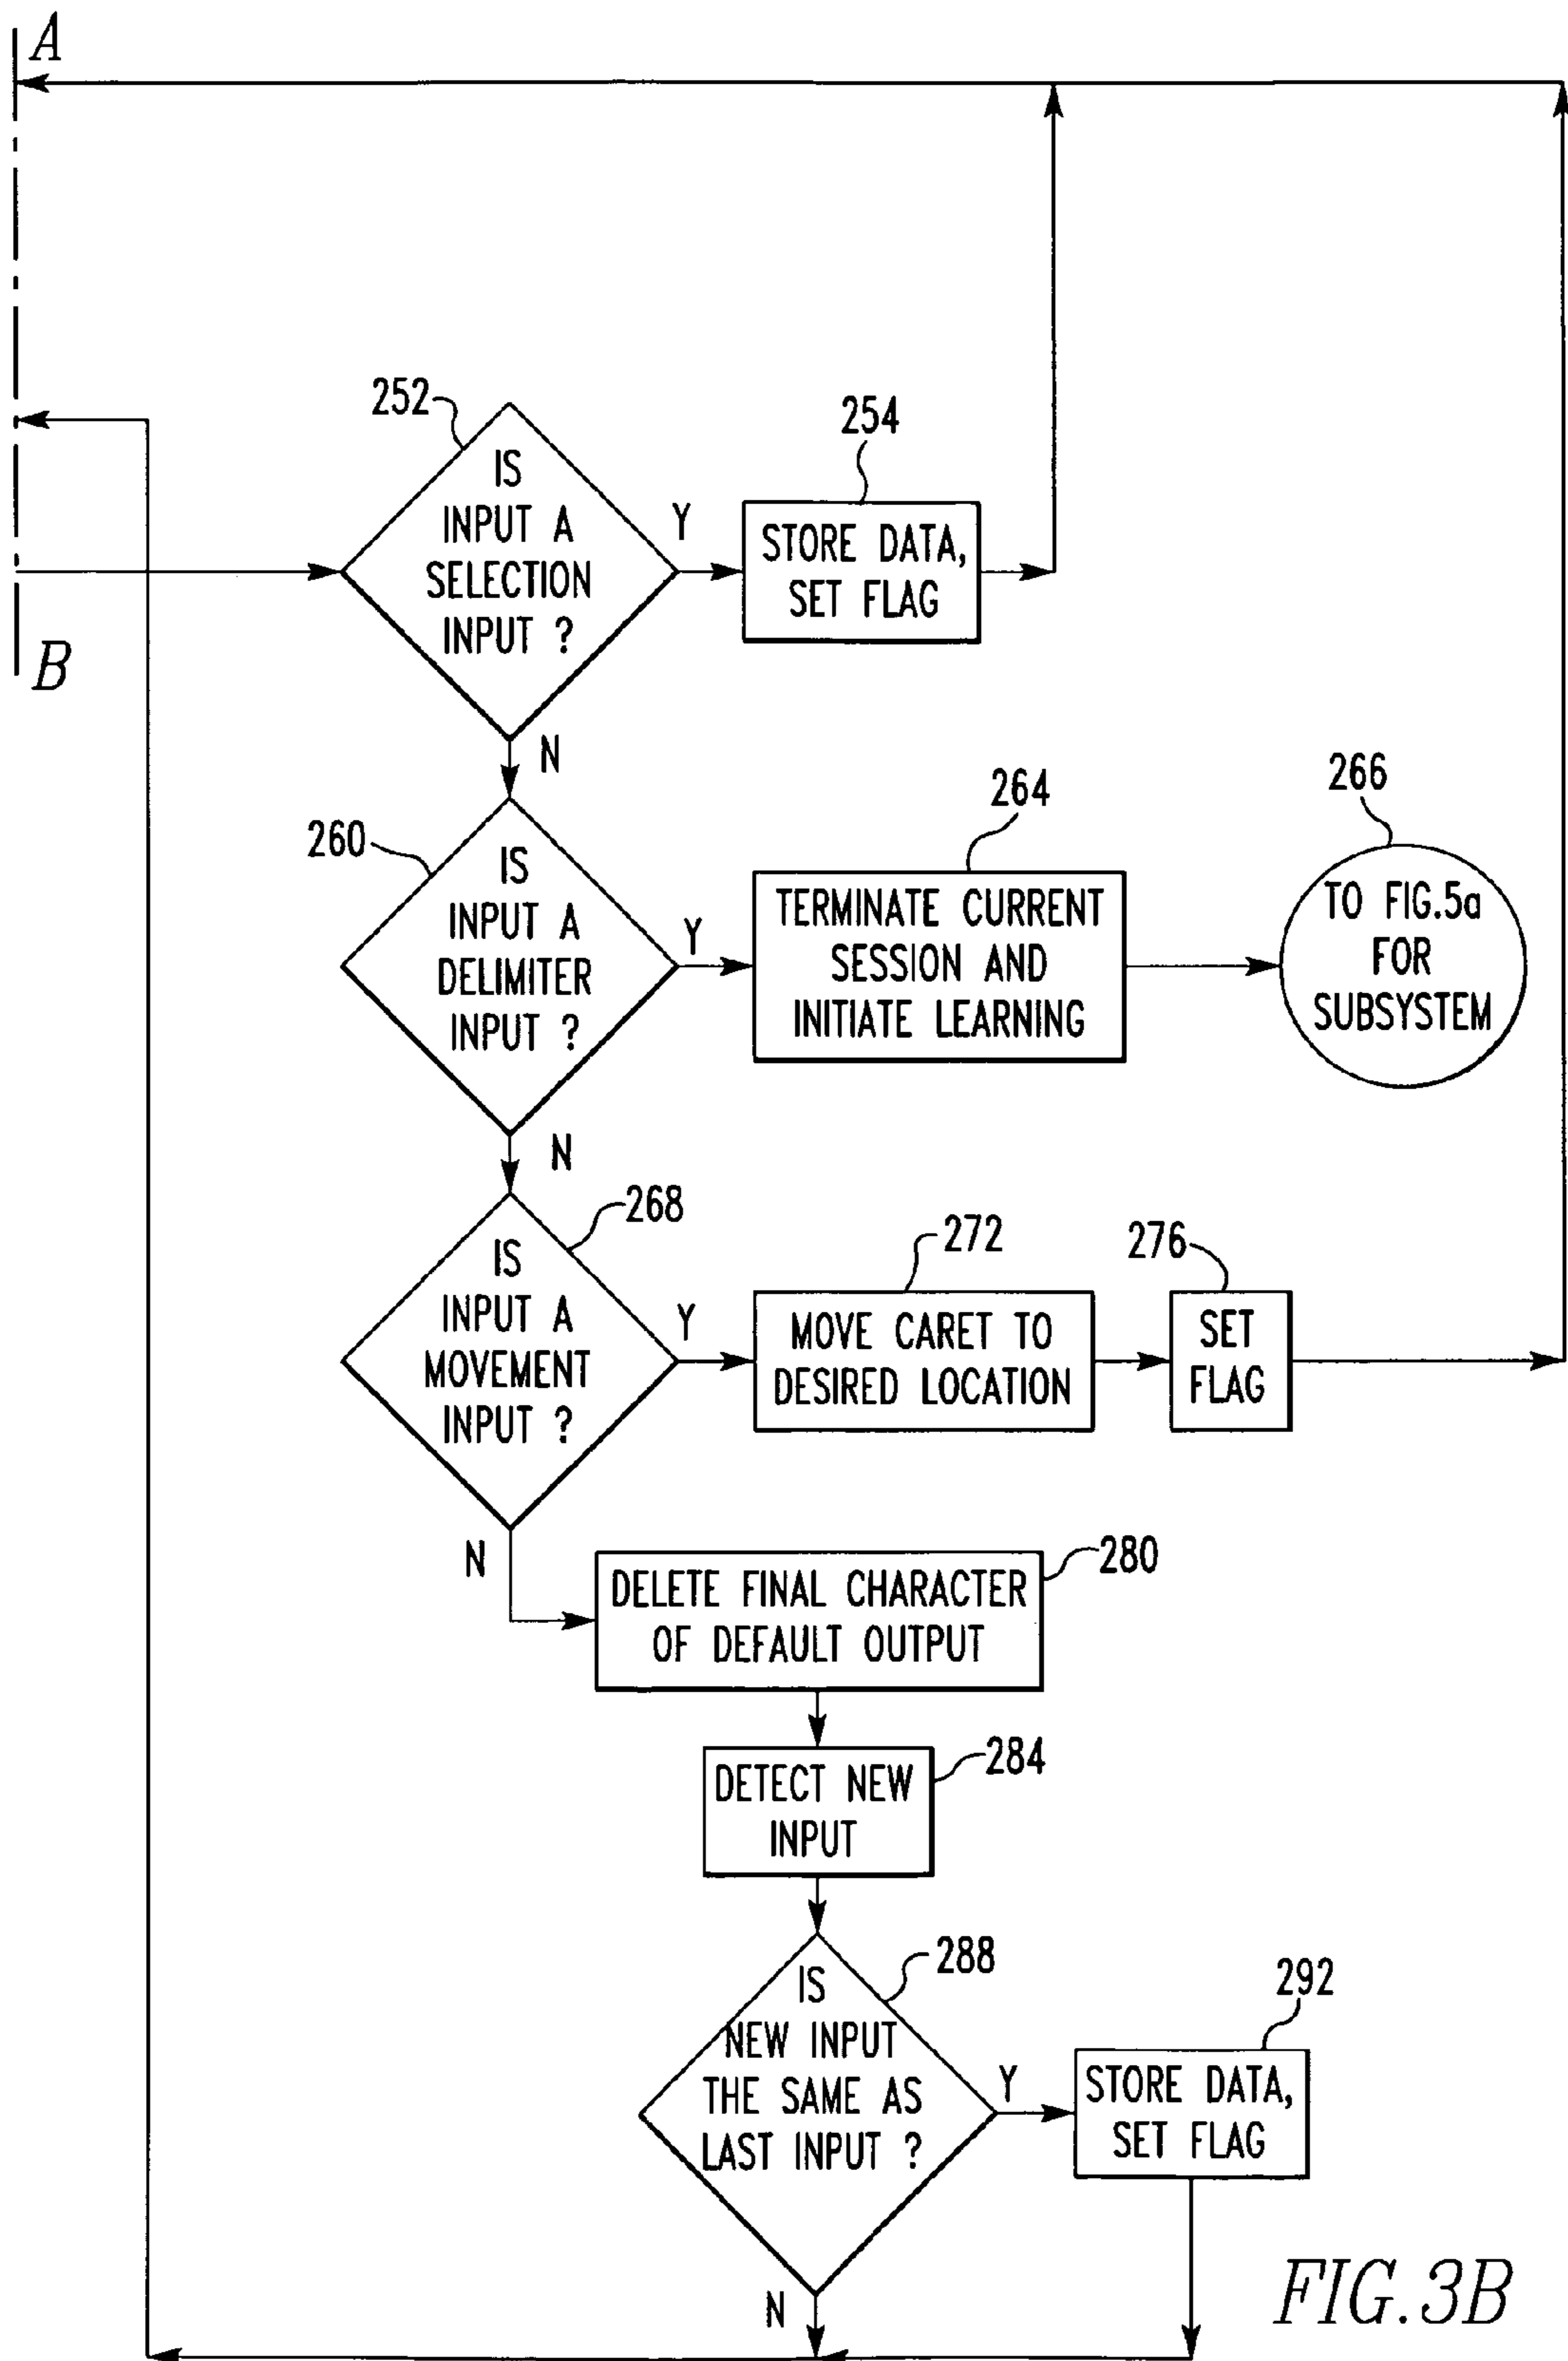 A
252
IS
INPUT A
SELECTION
INPUT ?
Y
254
STORE DATA,
SET FLAG
B
N
260
IS
INPUT A
DELIMITER
INPUT ?
Y
264
TERMINATE CURRENT
SESSION AND
INITIATE LEARNING
266
TO FIG.5a
FOR
SUBSYSTEM
N
268
IS
INPUT A
MOVEMENT
INPUT ?
Y
272
MOVE CARET TO
DESIRED LOCATION
276
SET
FLAG
N
280
DELETE FINAL CHARACTER
OF DEFAULT OUTPUT
284
DETECT NEW
INPUT
288
IS
NEW INPUT
THE SAME AS
LAST INPUT ?
Y
292
STORE DATA,
SET FLAG
N
FIG.3B